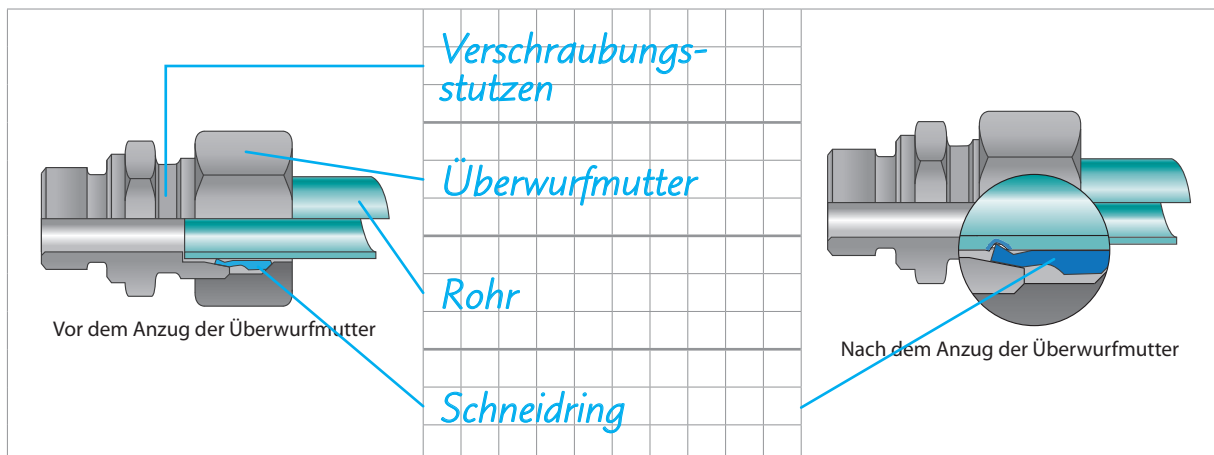 Verschraubungs-
stutzen
Überwurfmutter
Rohr
Vor dem Anzug der Überwurfmutter
Nach dem Anzug der Überwurfmutter
Schneidring